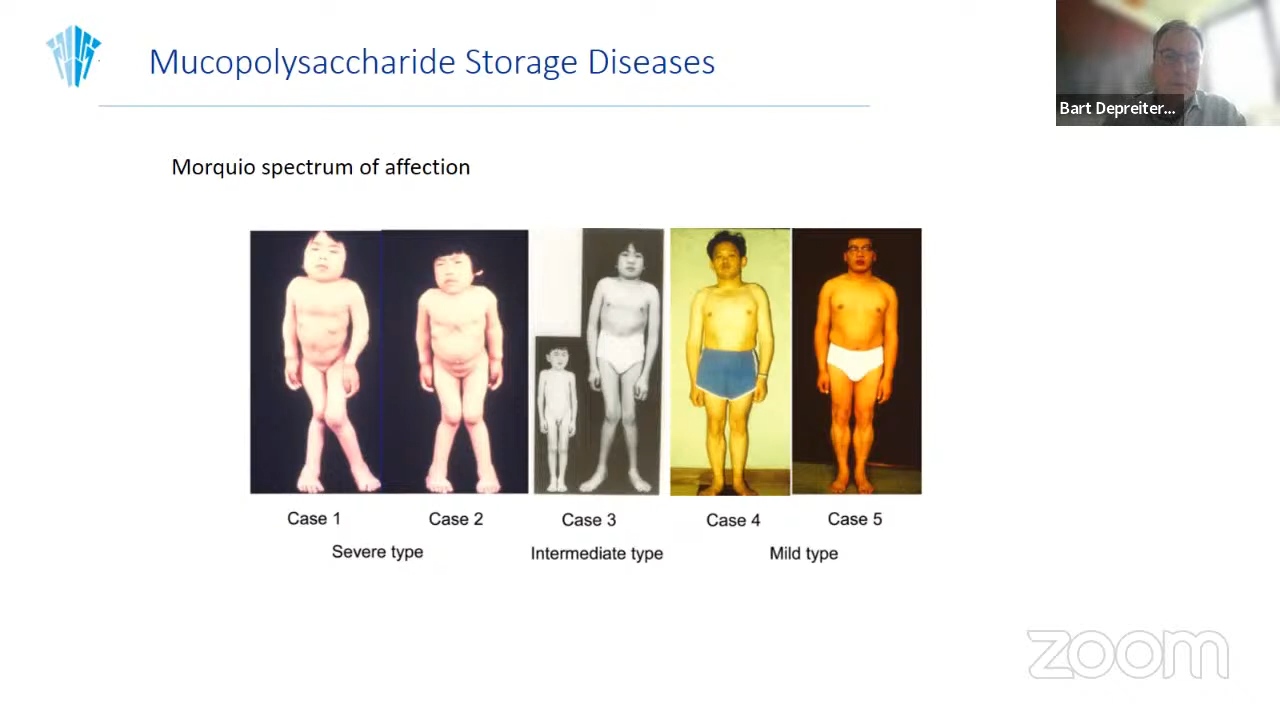 Mucopolysaccharide Storage Diseases
Bart Depreiter...
Morquio spectrum of affection
Case 1
Case 2
Case 3
Case 4
Case 5
Severe type
Intermediate type
Mild type
zoom